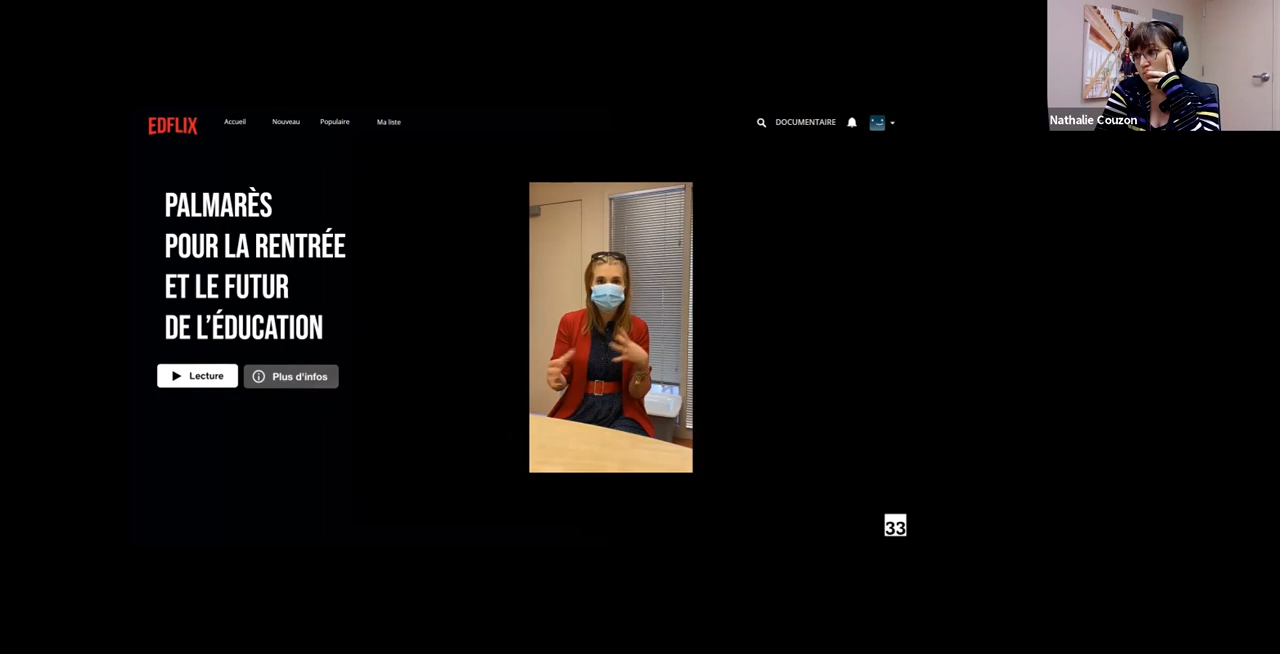 Nathalie Couzon
EDFLIX
Accueil
Nouveau
Populaire
Ma liste
DOCUMENTAIRE
PALMARÈS
POUR LA RENTRÉE
ET LE FUTUR
DE L'ÉDUCATION
Lecture
Plus d'infos
33